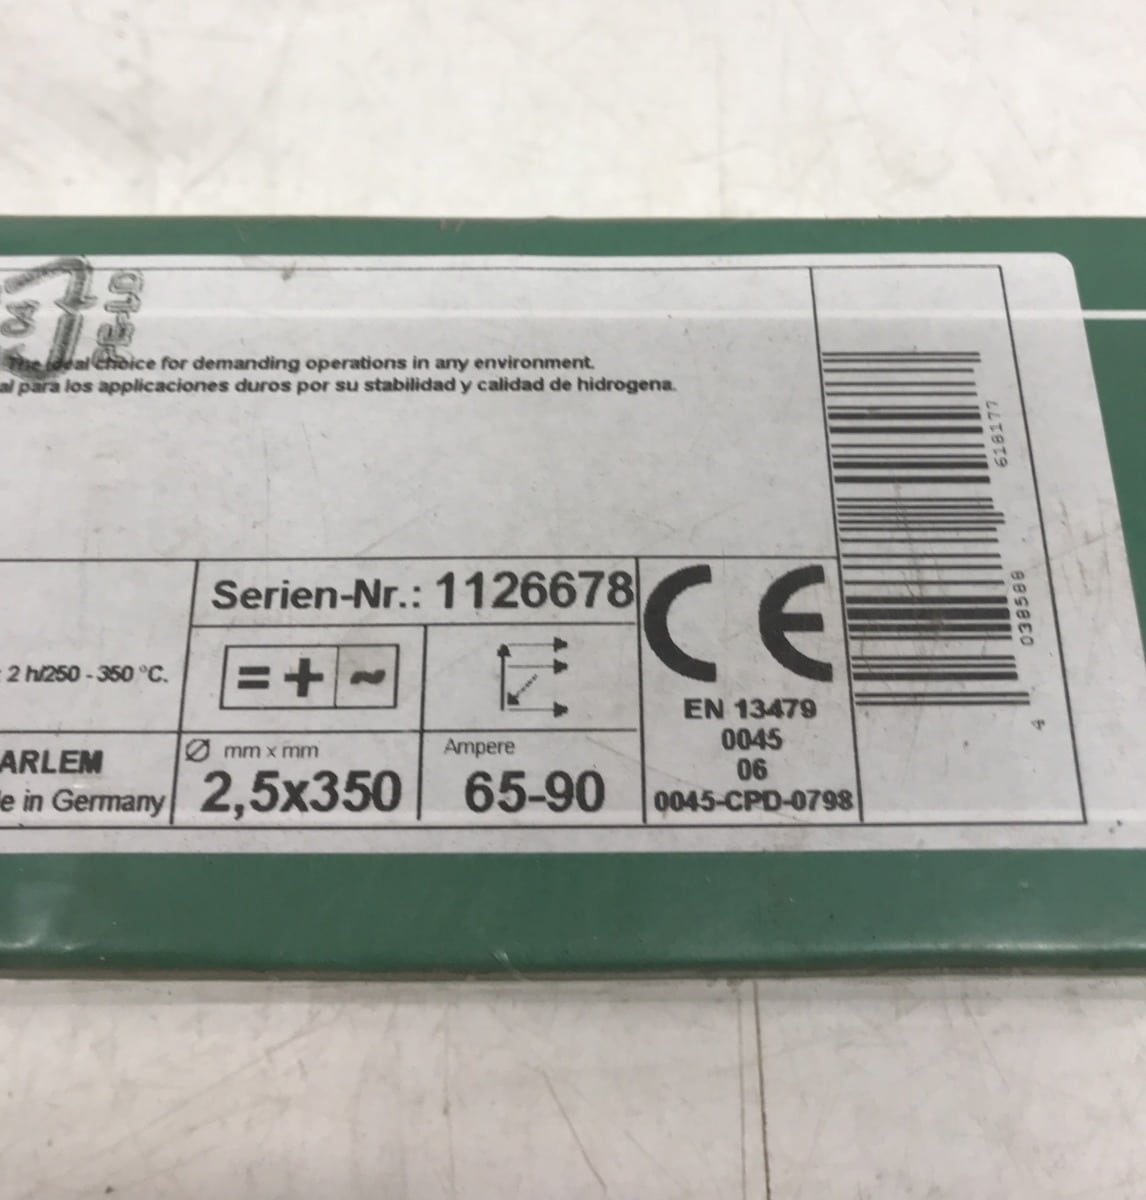 The ideal choice for demanding operations in any environment.
al para los applicaciones duros por su stabilidad y calidad de hidrogena.
Serien-Nr.: 1126678
: 2 h/250 - 350 °C.
= + ~
CE
EN 13479
0045
06
0045-CPD-0798
ARLEM
e in Germany
Ø mm x mm
2,5x350
Ampere
65-90
4 038588 618177